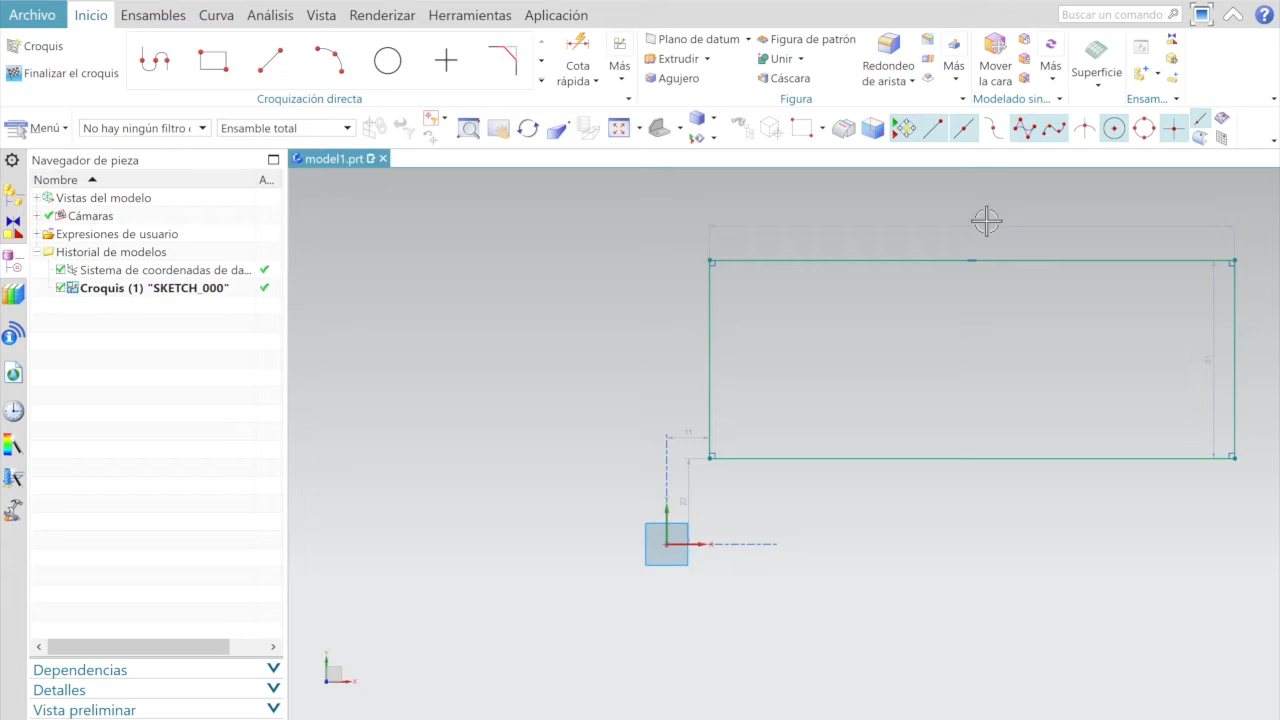 Archivo Inicio Ensambles Curva Análisis Vista Renderizar Herramientas Aplicación Buscar un comando
Croquis
Finalizar el croquis
Croquización directa
Cota rápida
Más
Plano de datum Figura de patrón
Extrudir Unir
Agujero Cáscara
Redondeo de arista
Más
Figura
Mover la cara
Más
Modelado sin...
Superficie
Ensam...
Menú No hay ningún filtro Ensamble total
Navegador de pieza
model1.prt
Nombre A...
Vistas del modelo
Cámaras
Expresiones de usuario
Historial de modelos
Sistema de coordenadas de da...
Croquis (1) "SKETCH_000"
11
22
Y
X
Y
X
Dependencias
Detalles
Vista preliminar